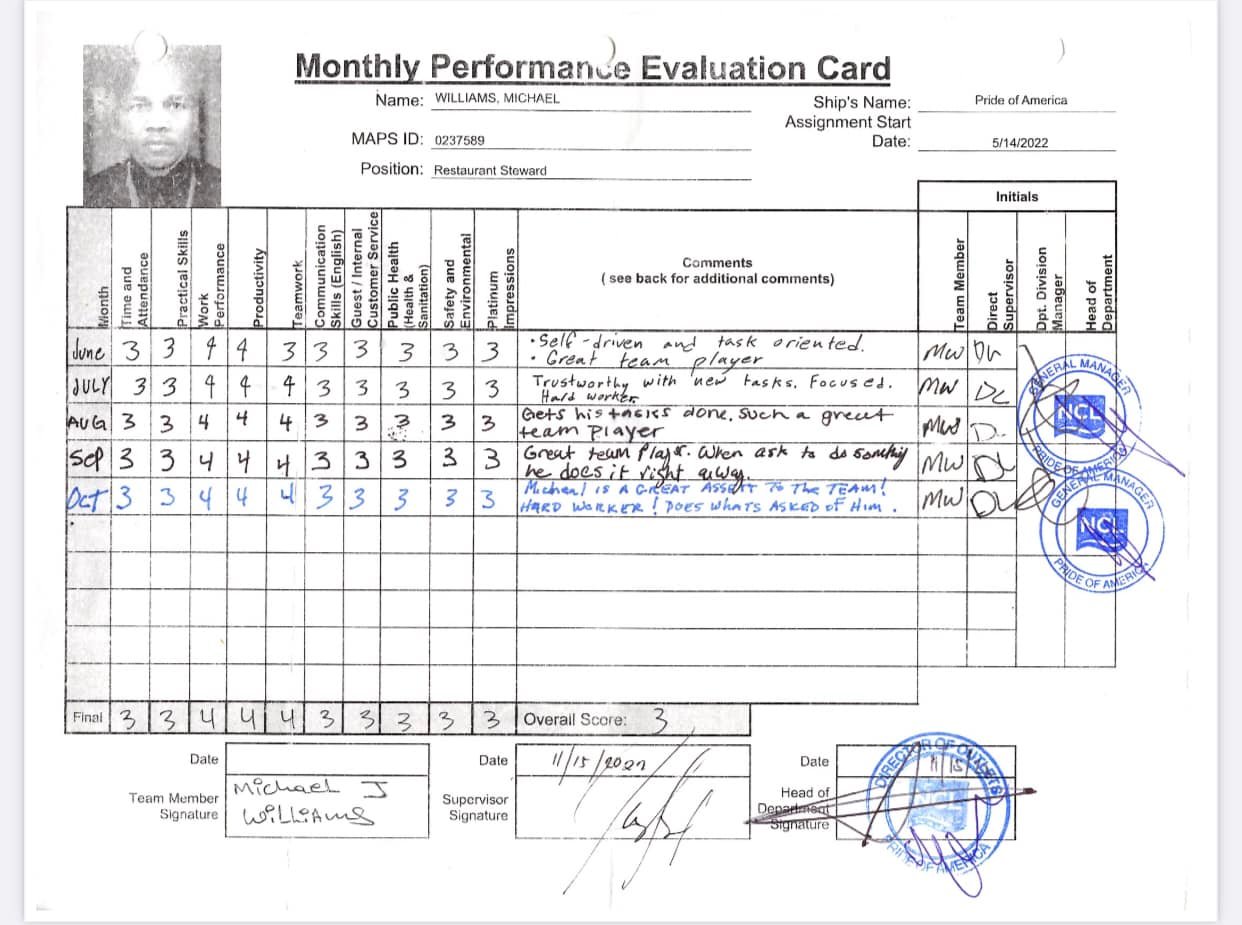 Monthly Performance Evaluation Card
Name: WILLIAMS, MICHAEL
Ship's Name: Pride of America
MAPS ID: 0237589
Assignment Start Date: 5/14/2022
Position: Restaurant Steward
Initials
Month
Time and Attendance
Practical Skills
Work Performance
Productivity
Teamwork
Communication Skills (English)
Guest / Internal Customer Service
Public Health (Health & Sanitation)
Safety and Environmental
Platinum Impressions
Comments
( see back for additional comments)
Team Member
Direct Supervisor
Dpt. Division Manager
Head of Department
June 3 3 4 4 3 3 3 3 3 3 • Self-driven and task oriented. MW
• Great team player
JULY 3 3 4 4 4 3 3 3 3 3 Trustworthy with new tasks. Focused. MW
Hard worker.
AUG 3 3 4 4 4 3 3 3 3 3 Gets his tasks done. Such a great MW
team player
Sep 3 3 4 4 4 3 3 3 3 3 Great team player. When ask to do MW DL
he does it right away.
Oct 3 3 4 4 4 3 3 3 3 3 Michael IS A GREAT ASSETT TO THE TEAM! MW DL
HARD WORKER! DOES WHATS ASKED OF HIM.
GENERAL MANAGER
NCL
PRIDE OF AMERICA
GENERAL MANAGER
NCL
PRIDE OF AMERICA
Final 3 3 4 4 4 3 3 3 3 3 Overall Score: 3
Date
Team Member Signature
Michael J
Williams
Date 11/15/2022
Supervisor Signature
Date 11/15
Head of Department Signature
DIRECTOR OF OUTLETS
NCL
PRIDE OF AMERICA